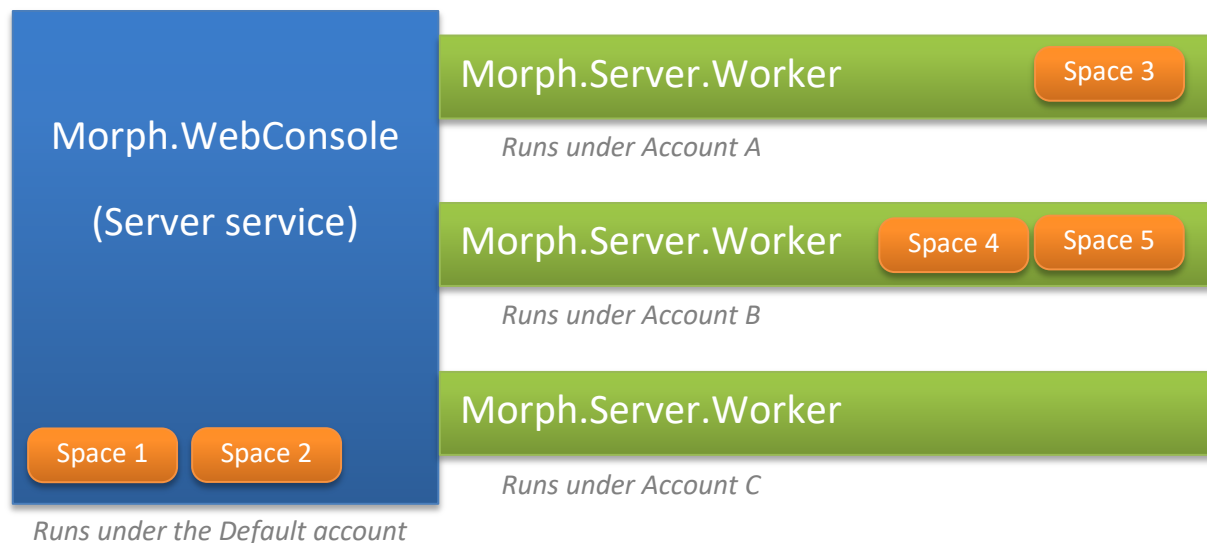 Morph.WebConsole
(Server service)
Space 1
Space 2
Runs under the Default account
Morph.Server.Worker
Space 3
Runs under Account A
Morph.Server.Worker
Space 4
Space 5
Runs under Account B
Morph.Server.Worker
Runs under Account C